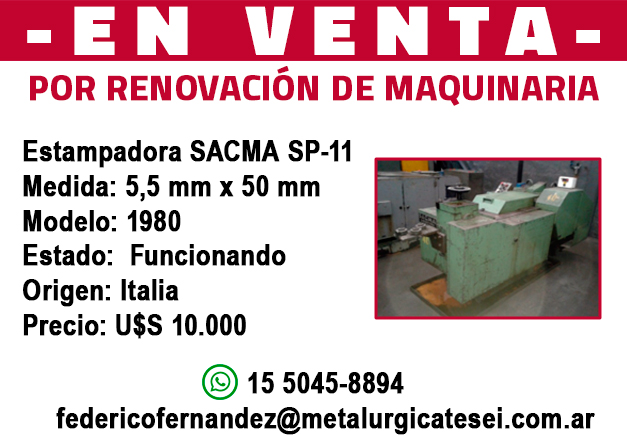 -EN VENTA-
POR RENOVACIÓN DE MAQUINARIA
Estampadora SACMA SP-11
Medida: 5,5 mm x 50 mm
Modelo: 1980
Estado: Funcionando
Origen: Italia
Precio: U$S 10.000
15 5045-8894
federicofernandez@metalurgicatesei.com.ar